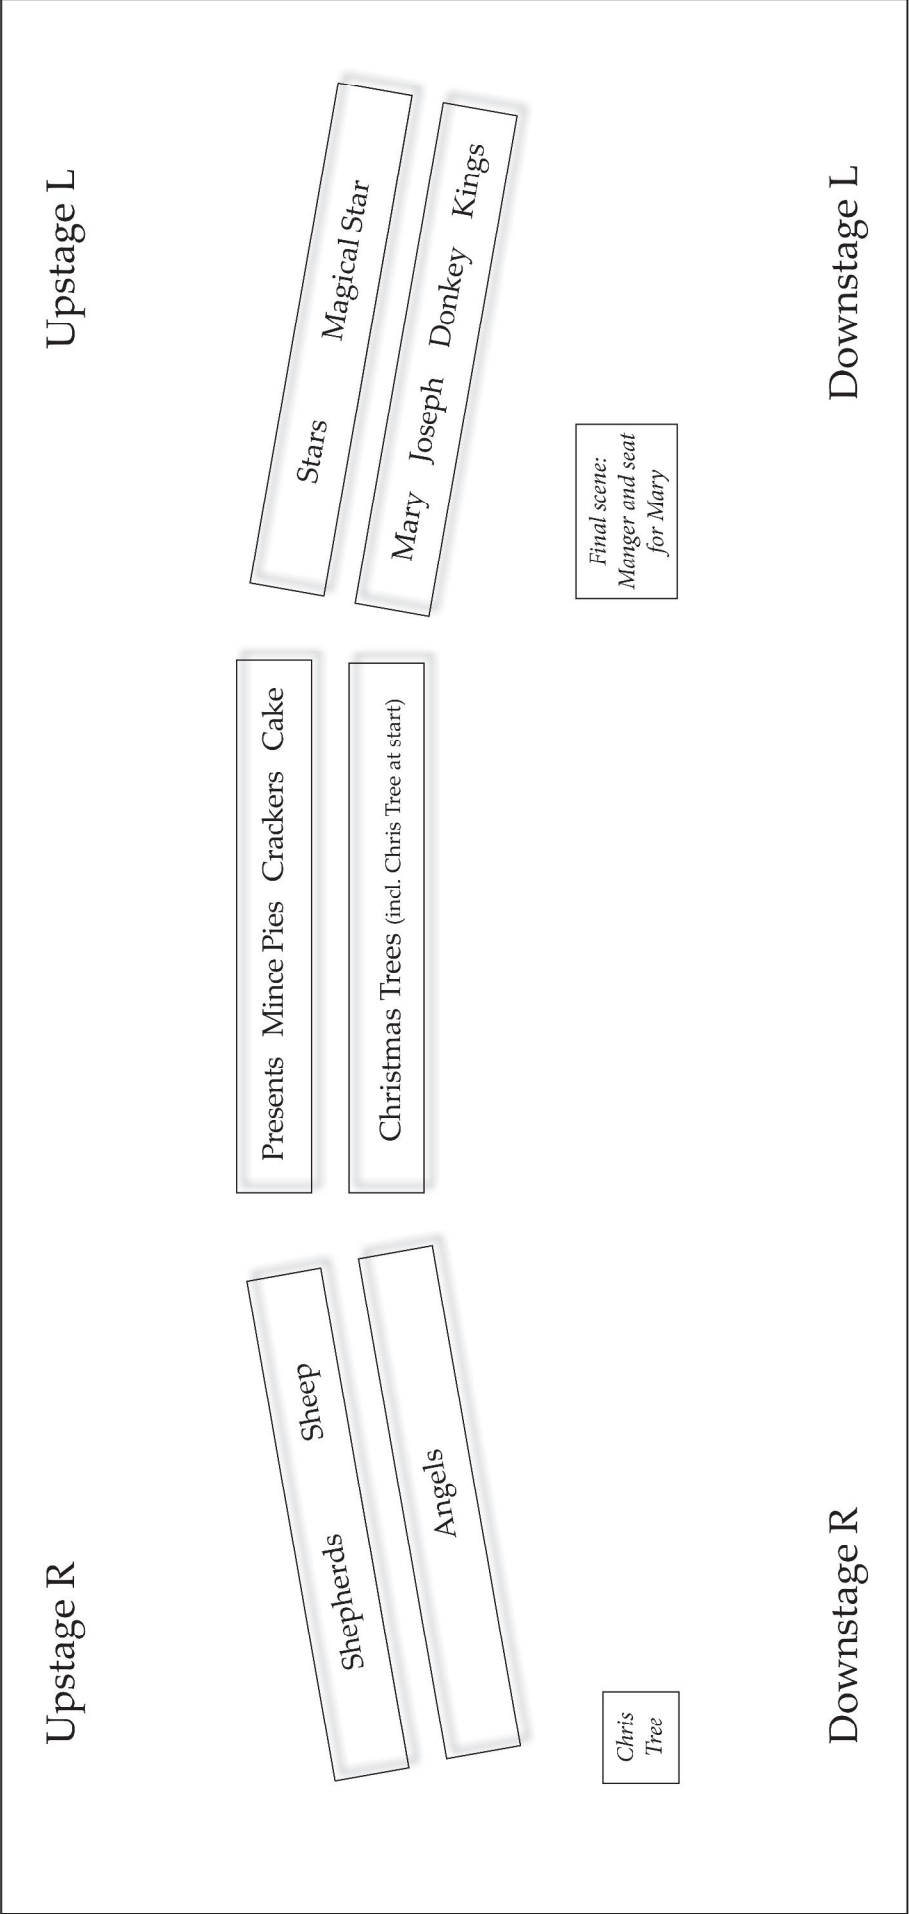 Upstage R
Upstage L
Shepherds Sheep
Presents Mince Pies Crackers Cake
Stars Magical Star
Angels
Christmas Trees (incl. Chris Tree at start)
Mary Joseph Donkey Kings
Chris
Tree
Final scene:
Manger and seat
for Mary
Downstage R
Downstage L